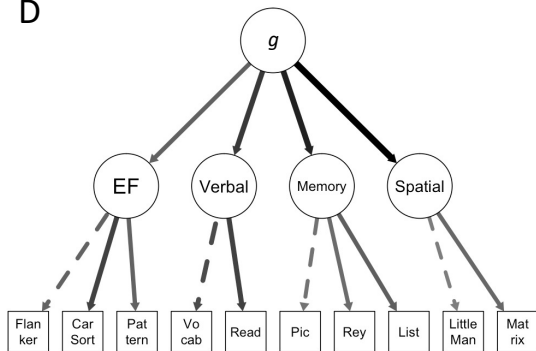 D
g
EF
Verbal
Memory
Spatial
Flan
ker
Car
Sort
Pat
tern
Vo
cab
Read
Pic
Rey
List
Little
Man
Mat
rix